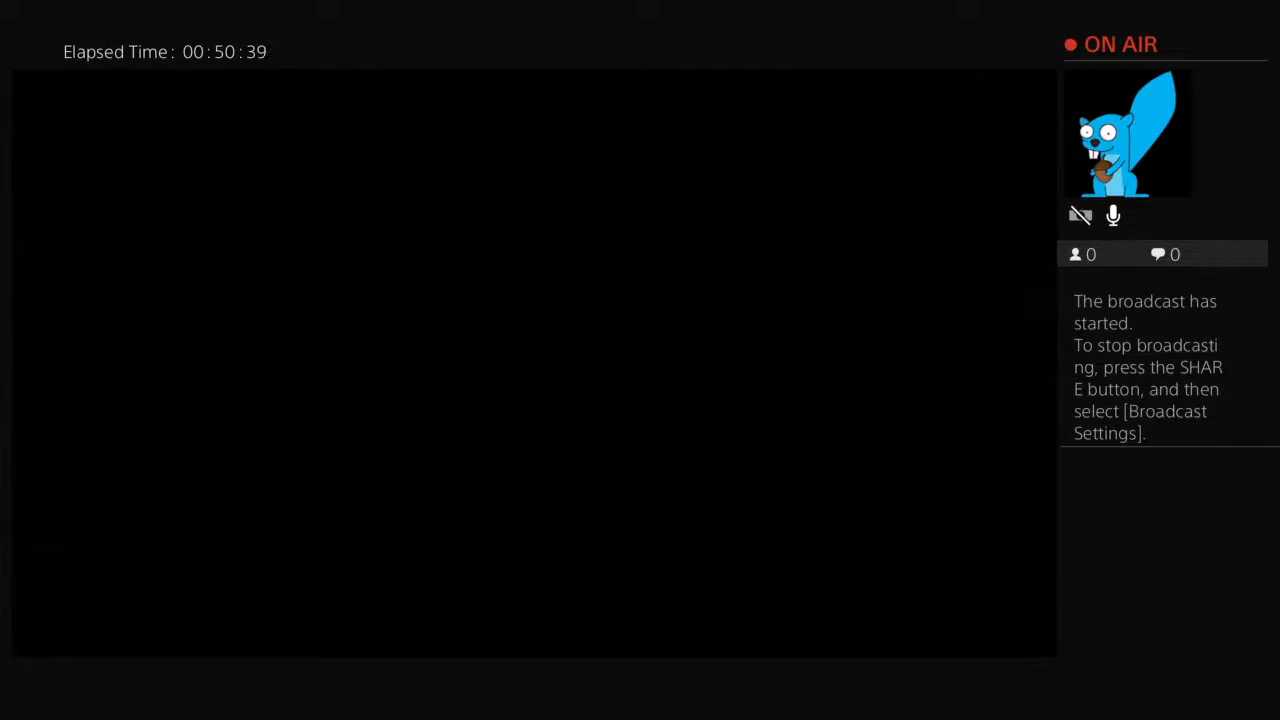 Elapsed Time: 00:50:39
ON AIR
0 0
The broadcast has
started.
To stop broadcasti
ng, press the SHAR
E button, and then
select [Broadcast
Settings].